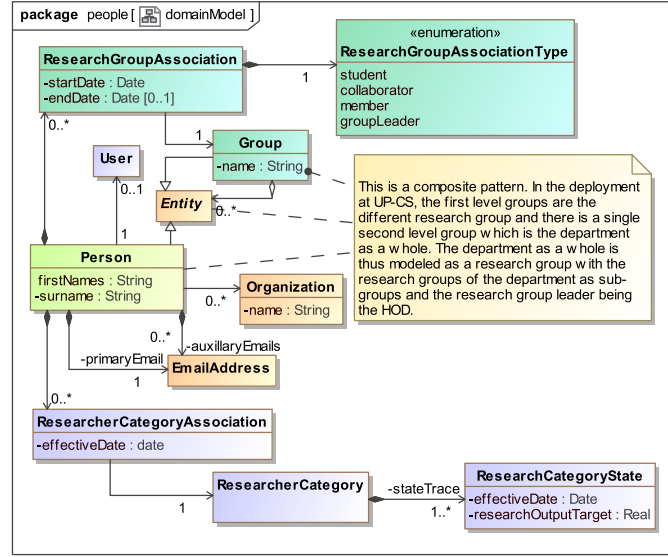 package people [ domainModel ]
ResearchGroupAssociation
-startDate : Date
-endDate : Date [0..1]
1
«enumeration»
ResearchGroupAssociationType
student
collaborator
member
groupLeader
0..*
1
Group
-name : String
User
0..1
Entity
0..*
This is a composite pattern. In the deployment
at UP-CS, the first level groups are the
different research group and there is a single
second level group which is the department
as a whole. The department as a whole is
thus modeled as a research group with the
research groups of the department as sub-
groups and the research group leader being
the HOD.
1
Person
firstNames : String
-surname : String
0..*
Organization
-name : String
0..*
-auxillaryEmails
-primaryEmail
1
EmailAddress
0..*
ResearcherCategoryAssociation
-effectiveDate : date
1
ResearcherCategory
-stateTrace
1..*
ResearchCategoryState
-effectiveDate : Date
-researchOutputTarget : Real